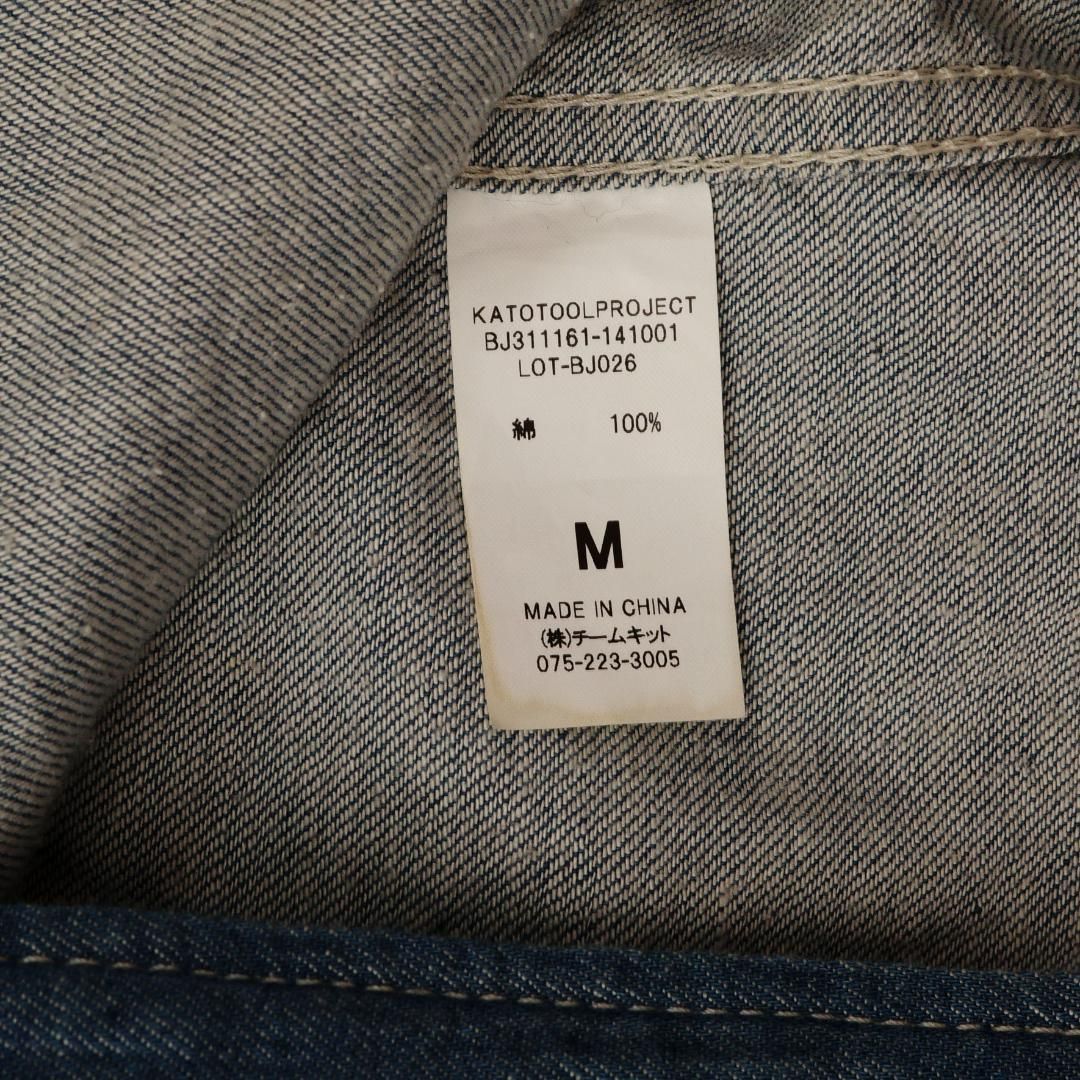 KATOTOOLPROJECT
BJ311161-141001
LOT-BJ026
綿 100%
M
MADE IN CHINA
(株)チームキット
075-223-3005